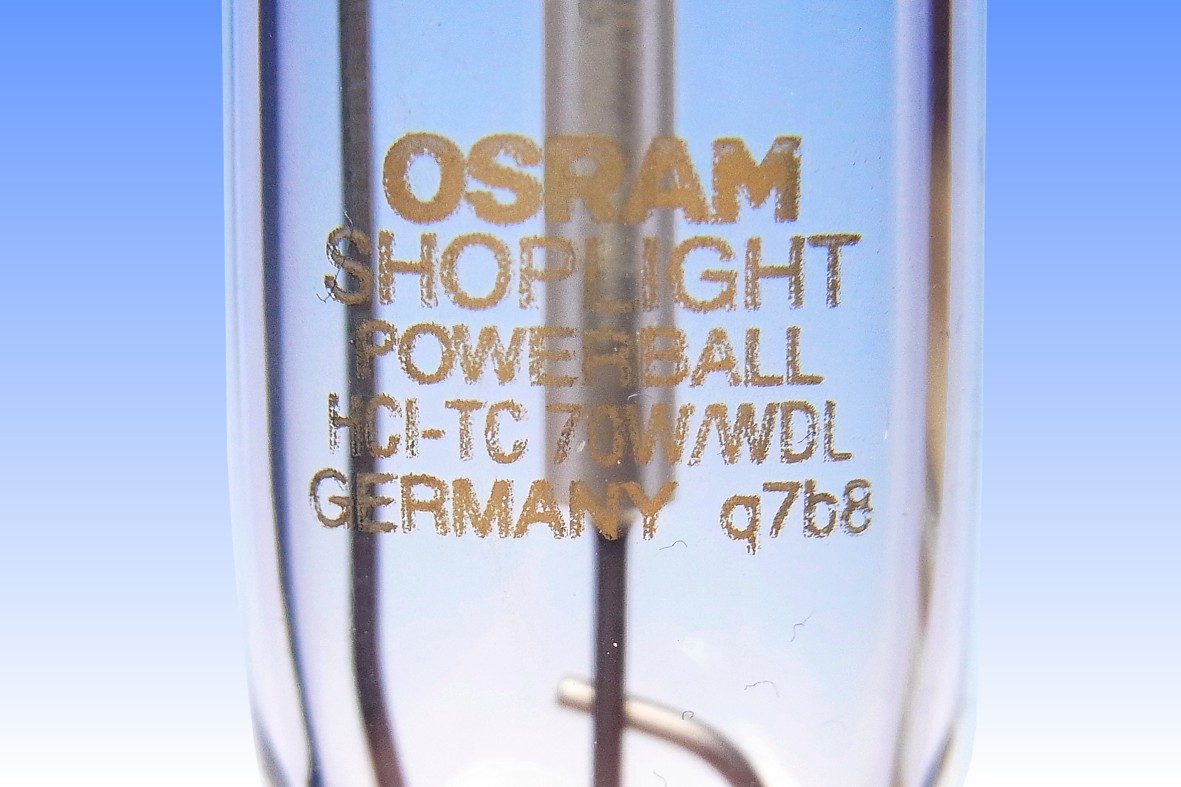 OSRAM
SHOPLIGHT
POWERBALL
HCI-TC 70W/WDL
GERMANY q7b8